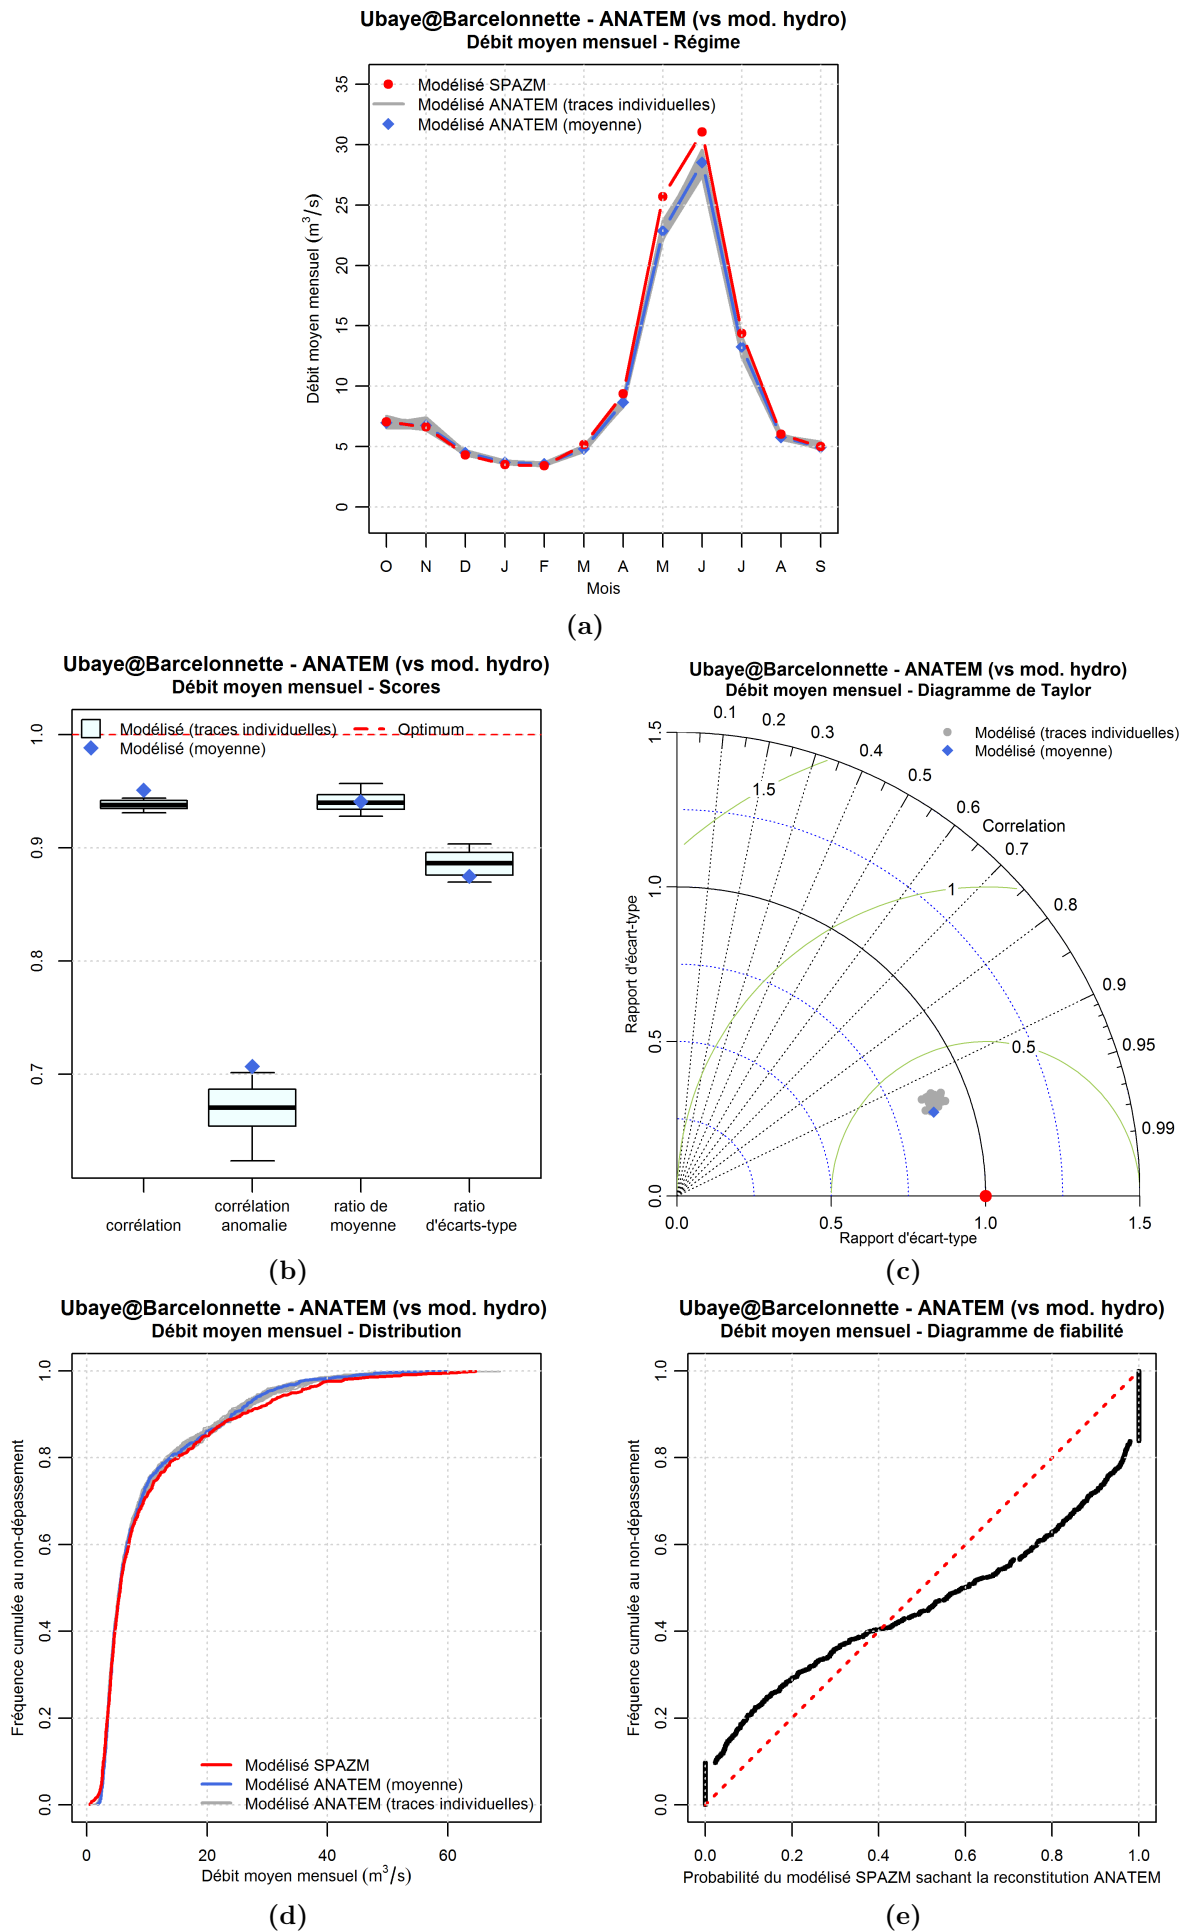 Ubaye@Barcelonnette - ANATEM (vs mod. hydro)
Débit moyen mensuel - Régime
Modélisé SPAZM
Modélisé ANATEM (traces individuelles)
Modélisé ANATEM (moyenne)
Débit moyen mensuel (m³/s)
35
30
25
20
15
10
5
0
O N D J F M A M J J A S
Mois
(a)
Ubaye@Barcelonnette - ANATEM (vs mod. hydro)
Débit moyen mensuel - Scores
Modélisé (traces individuelles)
Optimum
Modélisé (moyenne)
1.0
0.9
0.8
0.7
corrélation
corrélation anomalie
ratio de moyenne
ratio d'écarts-type
(b)
Ubaye@Barcelonnette - ANATEM (vs mod. hydro)
Débit moyen mensuel - Diagramme de Taylor
Modélisé (traces individuelles)
Modélisé (moyenne)
0.1 0.2 0.3 0.4 0.5 0.6 0.7 0.8 0.9 0.95 0.99
Correlation
1.5
1
0.5
Rapport d'écart-type
1.5
1.0
0.5
0.0
0.0 0.5 1.0 1.5
Rapport d'écart-type
(c)
Ubaye@Barcelonnette - ANATEM (vs mod. hydro)
Débit moyen mensuel - Distribution
Fréquence cumulée au non-dépassement
1.0
0.8
0.6
0.4
0.2
0.0
Modélisé SPAZM
Modélisé ANATEM (moyenne)
Modélisé ANATEM (traces individuelles)
0 20 40 60
Débit moyen mensuel (m³/s)
(d)
Ubaye@Barcelonnette - ANATEM (vs mod. hydro)
Débit moyen mensuel - Diagramme de fiabilité
Fréquence cumulée au non-dépassement
1.0
0.8
0.6
0.4
0.2
0.0
0.0 0.2 0.4 0.6 0.8 1.0
Probabilité du modélisé SPAZM sachant la reconstitution ANATEM
(e)